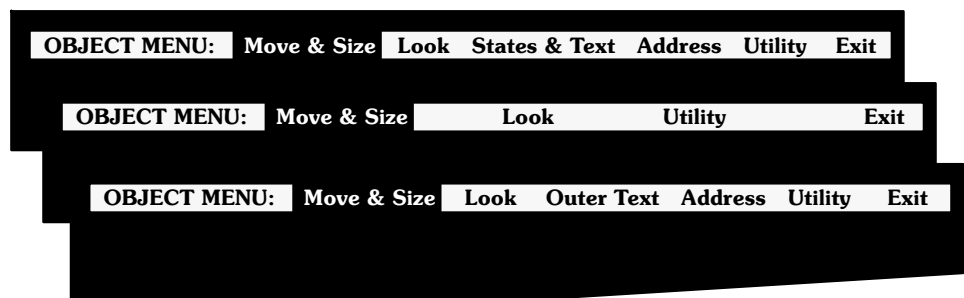 OBJECT MENU: Move & Size Look States & Text Address Utility Exit
OBJECT MENU: Move & Size Look Utility Exit
OBJECT MENU: Move & Size Look Outer Text Address Utility Exit